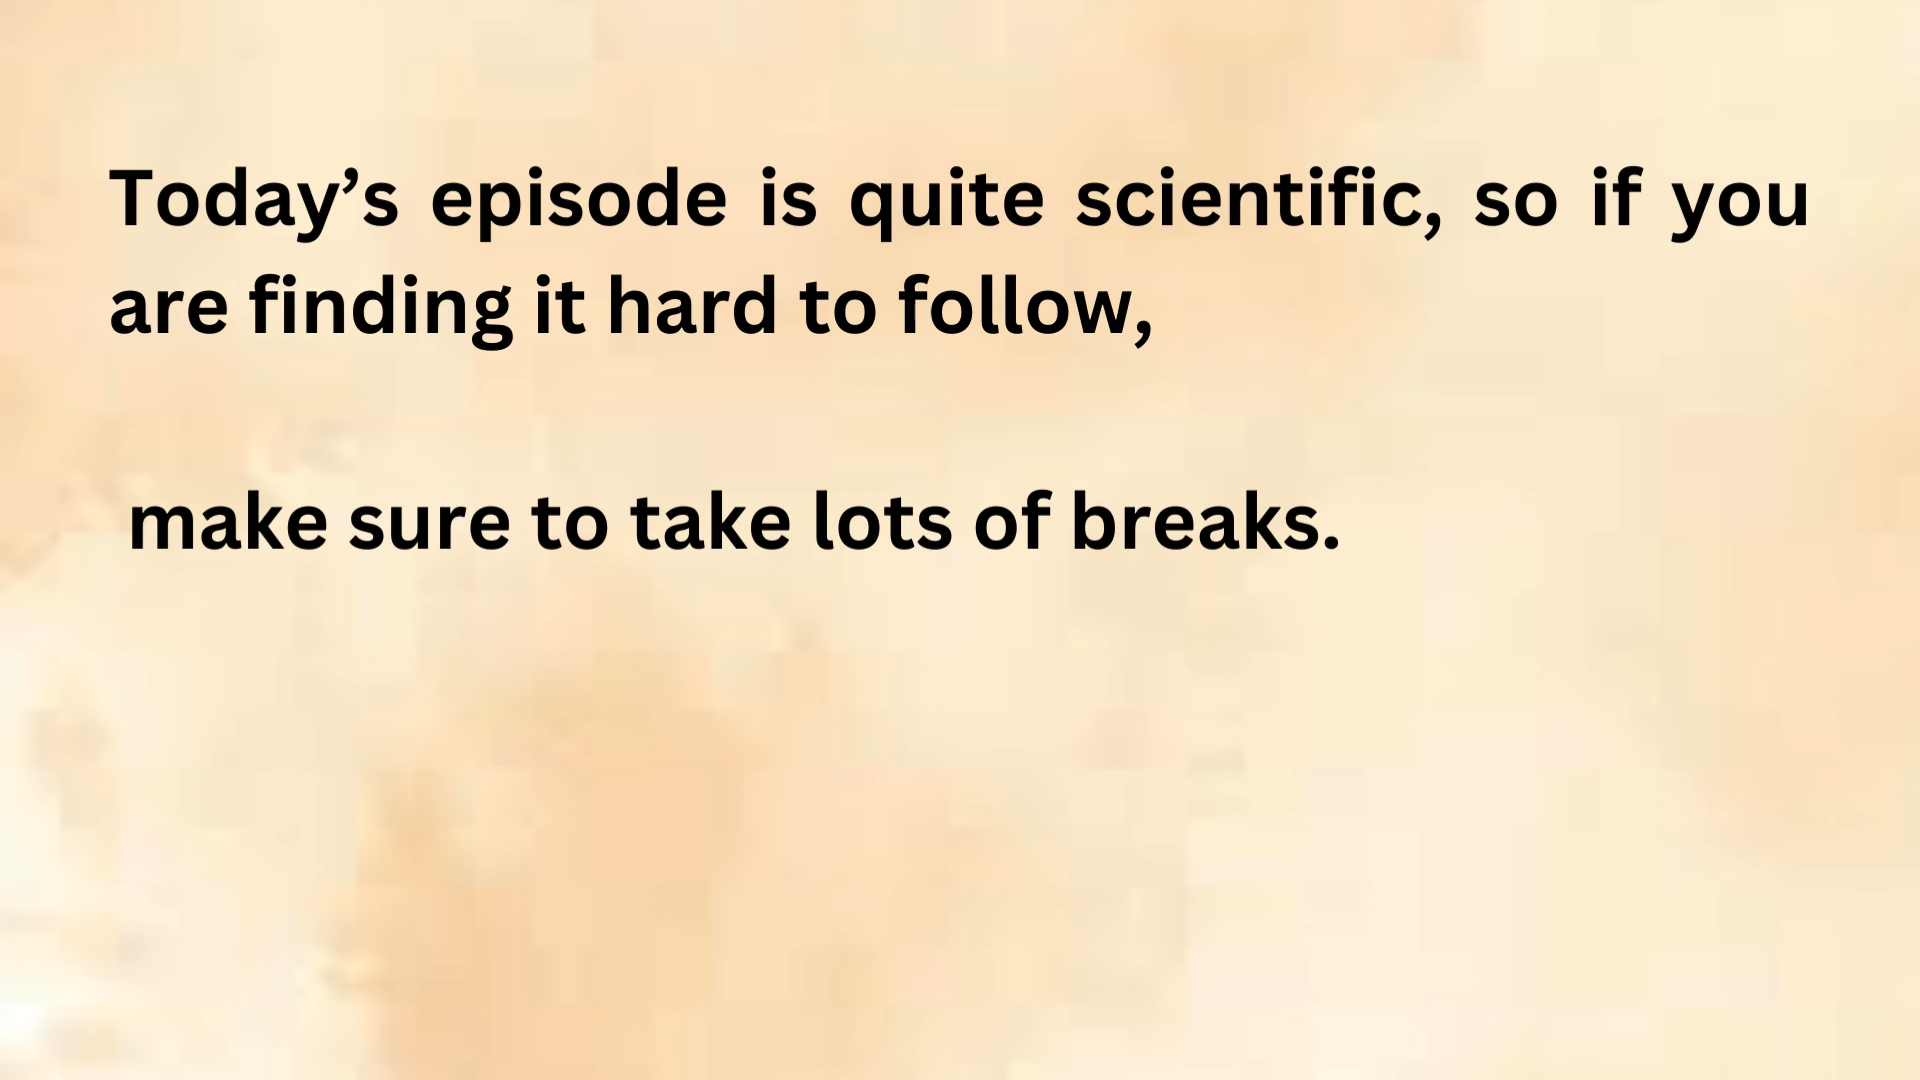 Today’s episode is quite scientific, so if you
are finding it hard to follow,
make sure to take lots of breaks.